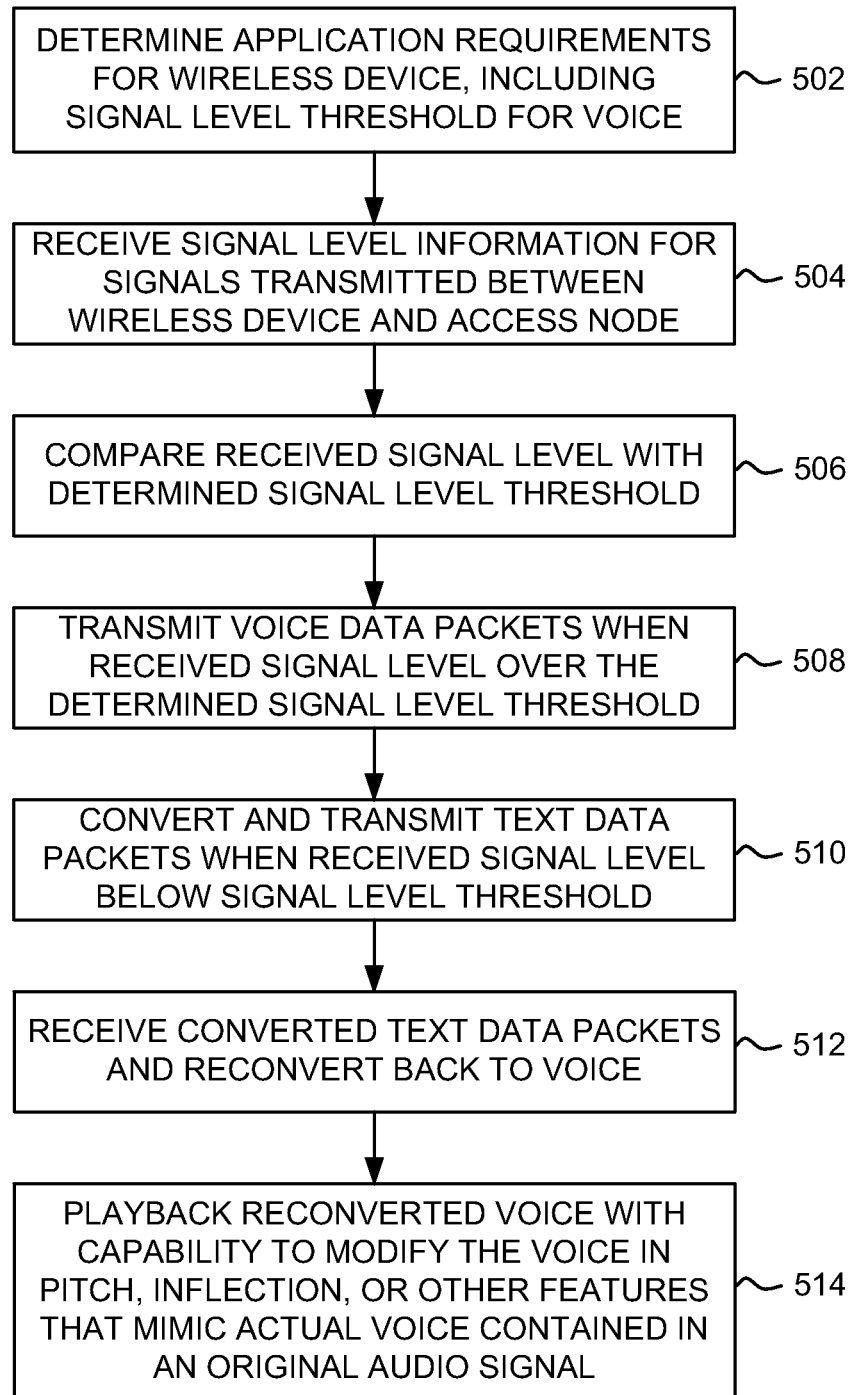 DETERMINE APPLICATION REQUIREMENTS
FOR WIRELESS DEVICE, INCLUDING
SIGNAL LEVEL THRESHOLD FOR VOICE
502
RECEIVE SIGNAL LEVEL INFORMATION FOR
SIGNALS TRANSMITTED BETWEEN
WIRELESS DEVICE AND ACCESS NODE
504
COMPARE RECEIVED SIGNAL LEVEL WITH
DETERMINED SIGNAL LEVEL THRESHOLD
506
TRANSMIT VOICE DATA PACKETS WHEN
RECEIVED SIGNAL LEVEL OVER THE
DETERMINED SIGNAL LEVEL THRESHOLD
508
CONVERT AND TRANSMIT TEXT DATA
PACKETS WHEN RECEIVED SIGNAL LEVEL
BELOW SIGNAL LEVEL THRESHOLD
510
RECEIVE CONVERTED TEXT DATA PACKETS
AND RECONVERT BACK TO VOICE
512
PLAYBACK RECONVERTED VOICE WITH
CAPABILITY TO MODIFY THE VOICE IN
PITCH, INFLECTION, OR OTHER FEATURES
THAT MIMIC ACTUAL VOICE CONTAINED IN
AN ORIGINAL AUDIO SIGNAL
514